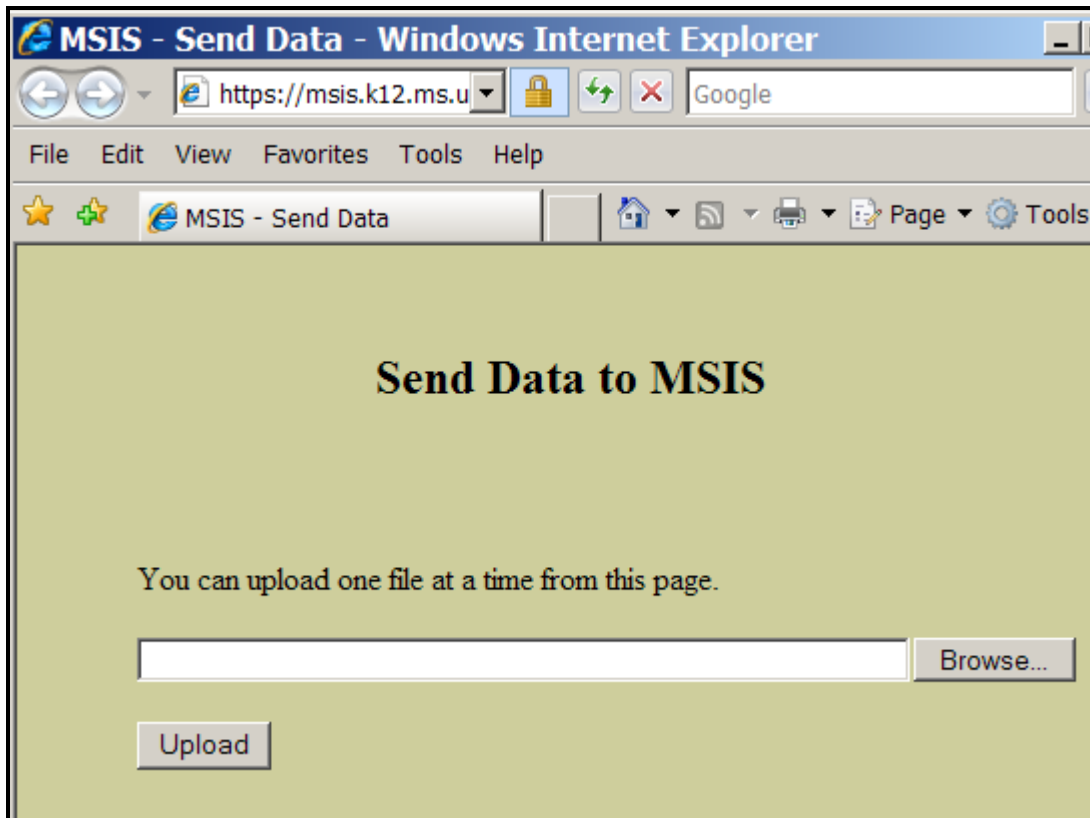 MSIS - Send Data - Windows Internet Explorer
https://msis.k12.ms.u
Google
File Edit View Favorites Tools Help
MSIS - Send Data
Page
Tools
Send Data to MSIS
You can upload one file at a time from this page.
Browse...
Upload